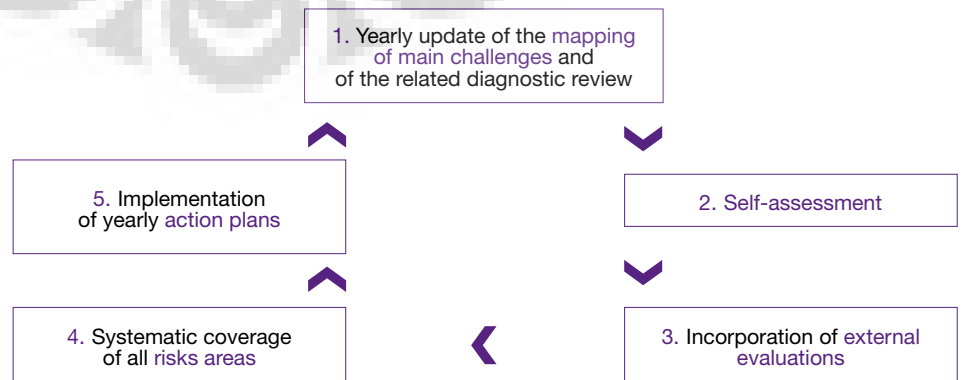 1. Yearly update of the mapping
of main challenges and
of the related diagnostic review
5. Implementation
of yearly action plans
2. Self-assessment
4. Systematic coverage
of all risks areas
3. Incorporation of external
evaluations